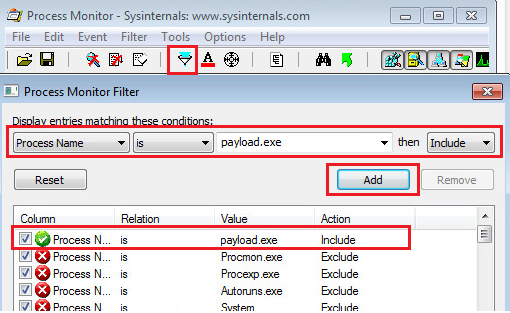 Process Monitor - Sysinternals: www.sysinternals.com
File Edit Event Filter Tools Options Help
A
Process Monitor Filter
Display entries matching these conditions:
Process Name is payload.exe then Include
Reset Add Remove
Column Relation Value Action
Process N... is payload.exe Include
Process N... is Procmon.exe Exclude
Process N... is Procexp.exe Exclude
Process N... is Autoruns.exe Exclude
Process N... is System Exclude